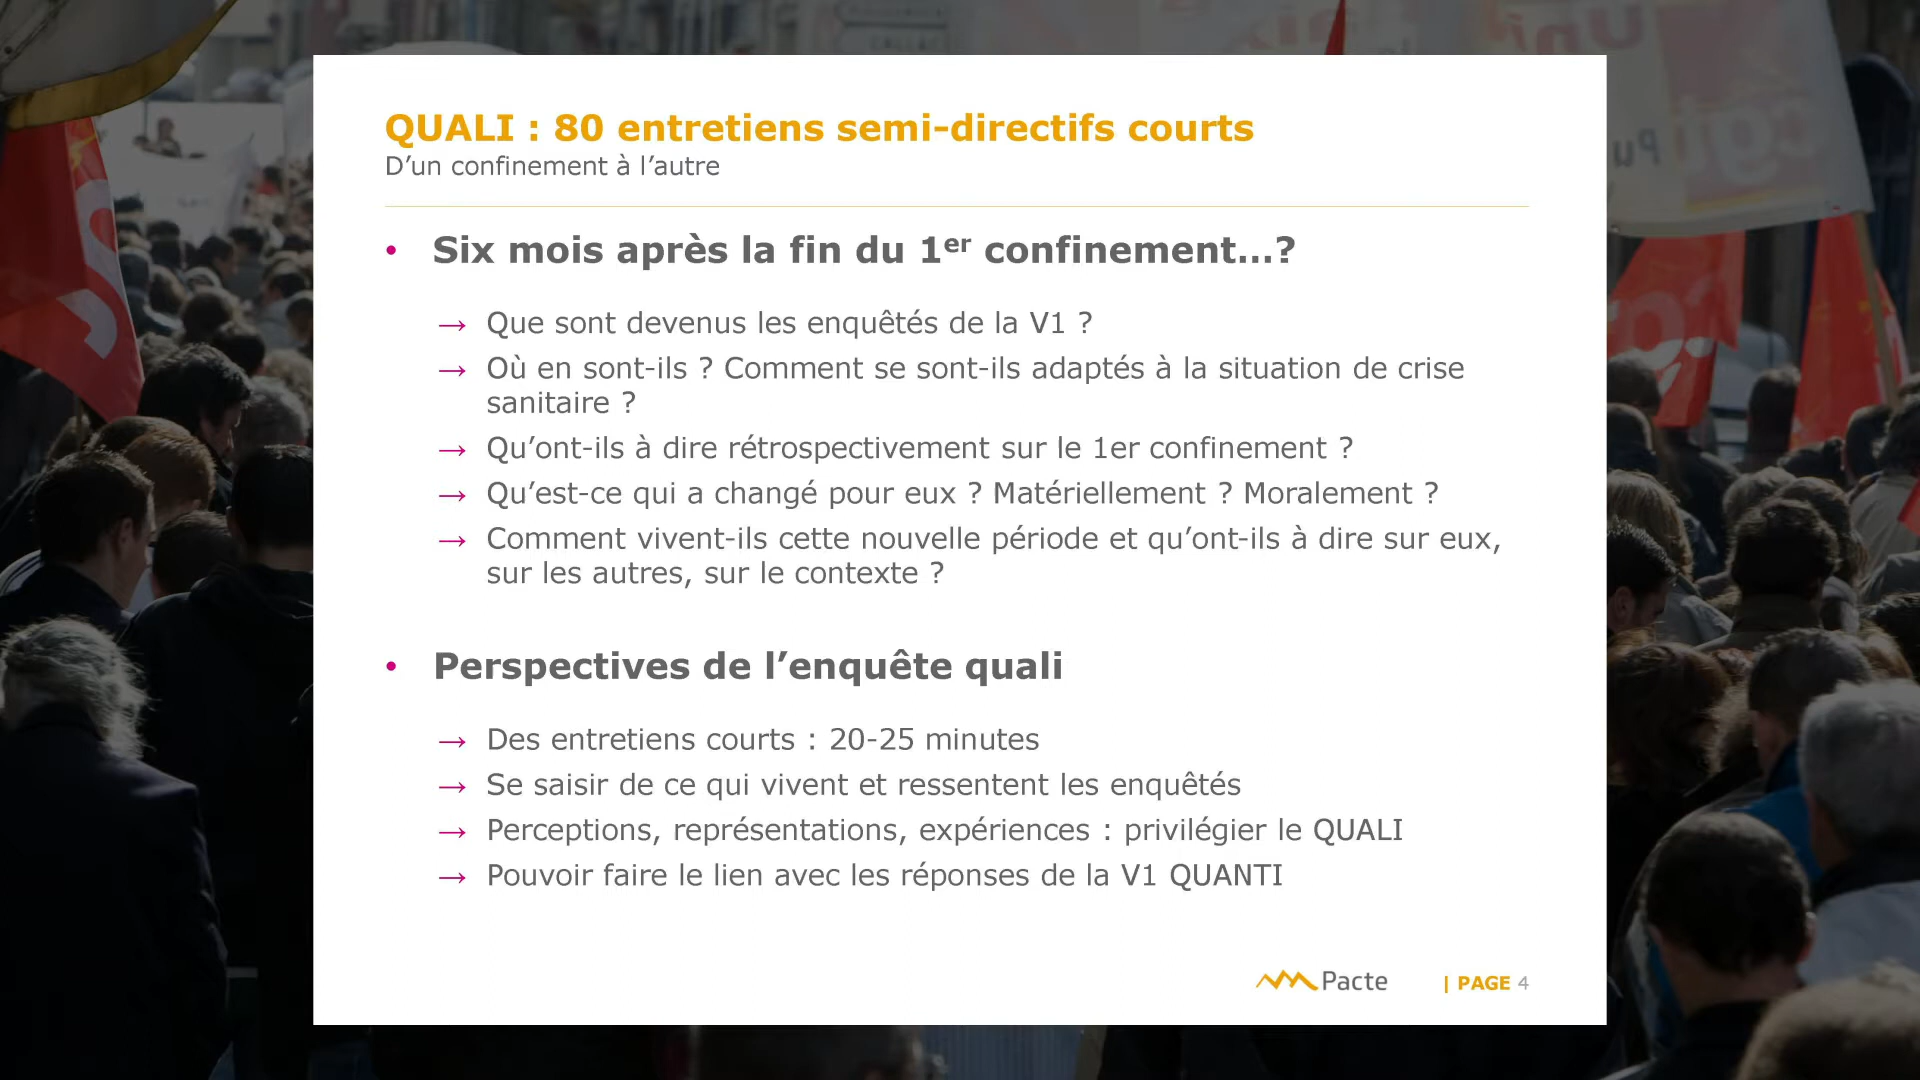 QUALI : 80 entretiens semi-directifs courts
D’un confinement à l’autre
• Six mois après la fin du 1er confinement…?
→ Que sont devenus les enquêtés de la V1 ?
→ Où en sont-ils ? Comment se sont-ils adaptés à la situation de crise
sanitaire ?
→ Qu’ont-ils à dire rétrospectivement sur le 1er confinement ?
→ Qu’est-ce qui a changé pour eux ? Matériellement ? Moralement ?
→ Comment vivent-ils cette nouvelle période et qu’ont-ils à dire sur eux,
sur les autres, sur le contexte ?
• Perspectives de l’enquête quali
→ Des entretiens courts : 20-25 minutes
→ Se saisir de ce qui vivent et ressentent les enquêtés
→ Perceptions, représentations, expériences : privilégier le QUALI
→ Pouvoir faire le lien avec les réponses de la V1 QUANTI
Pacte
| PAGE 4
cgt